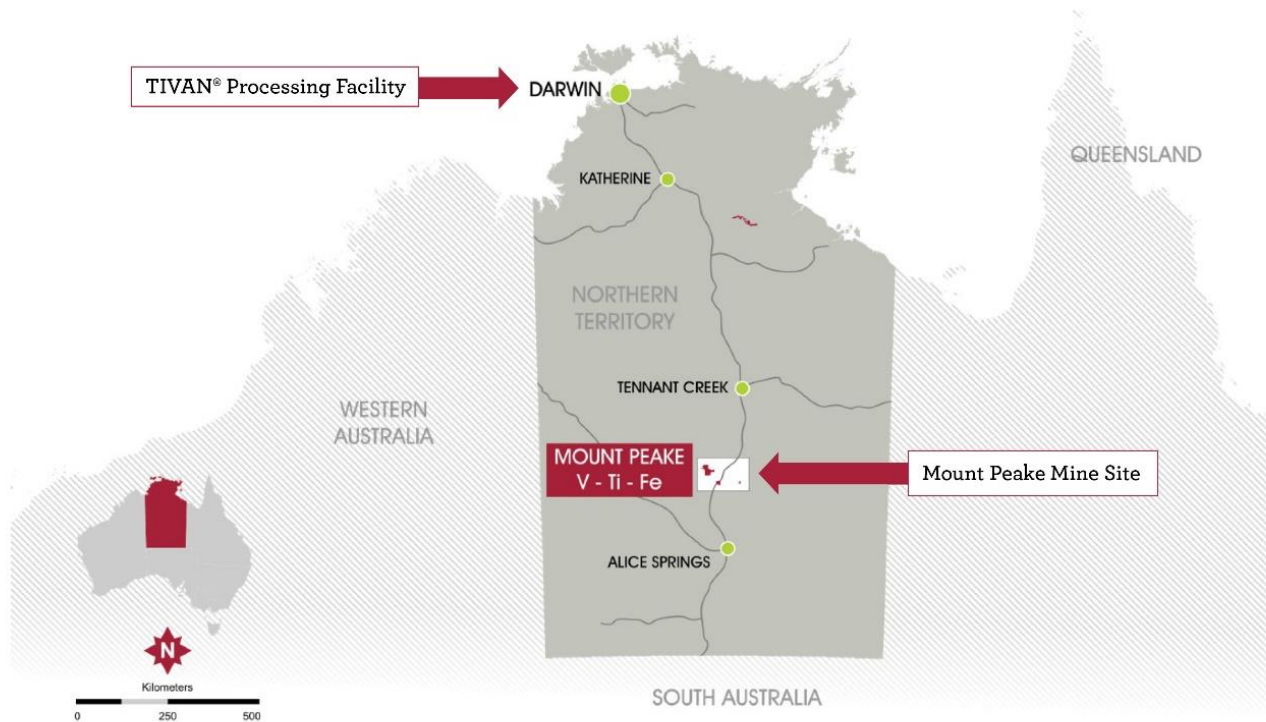 TIVAN® Processing Facility
DARWIN
QUEENSLAND
KATHERINE
NORTHERN
TERRITORY
TENNANT CREEK
WESTERN
AUSTRALIA
MOUNT PEAKE
V - Ti - Fe
Mount Peake Mine Site
ALICE SPRINGS
N
Kilometers
0 250 500
SOUTH AUSTRALIA